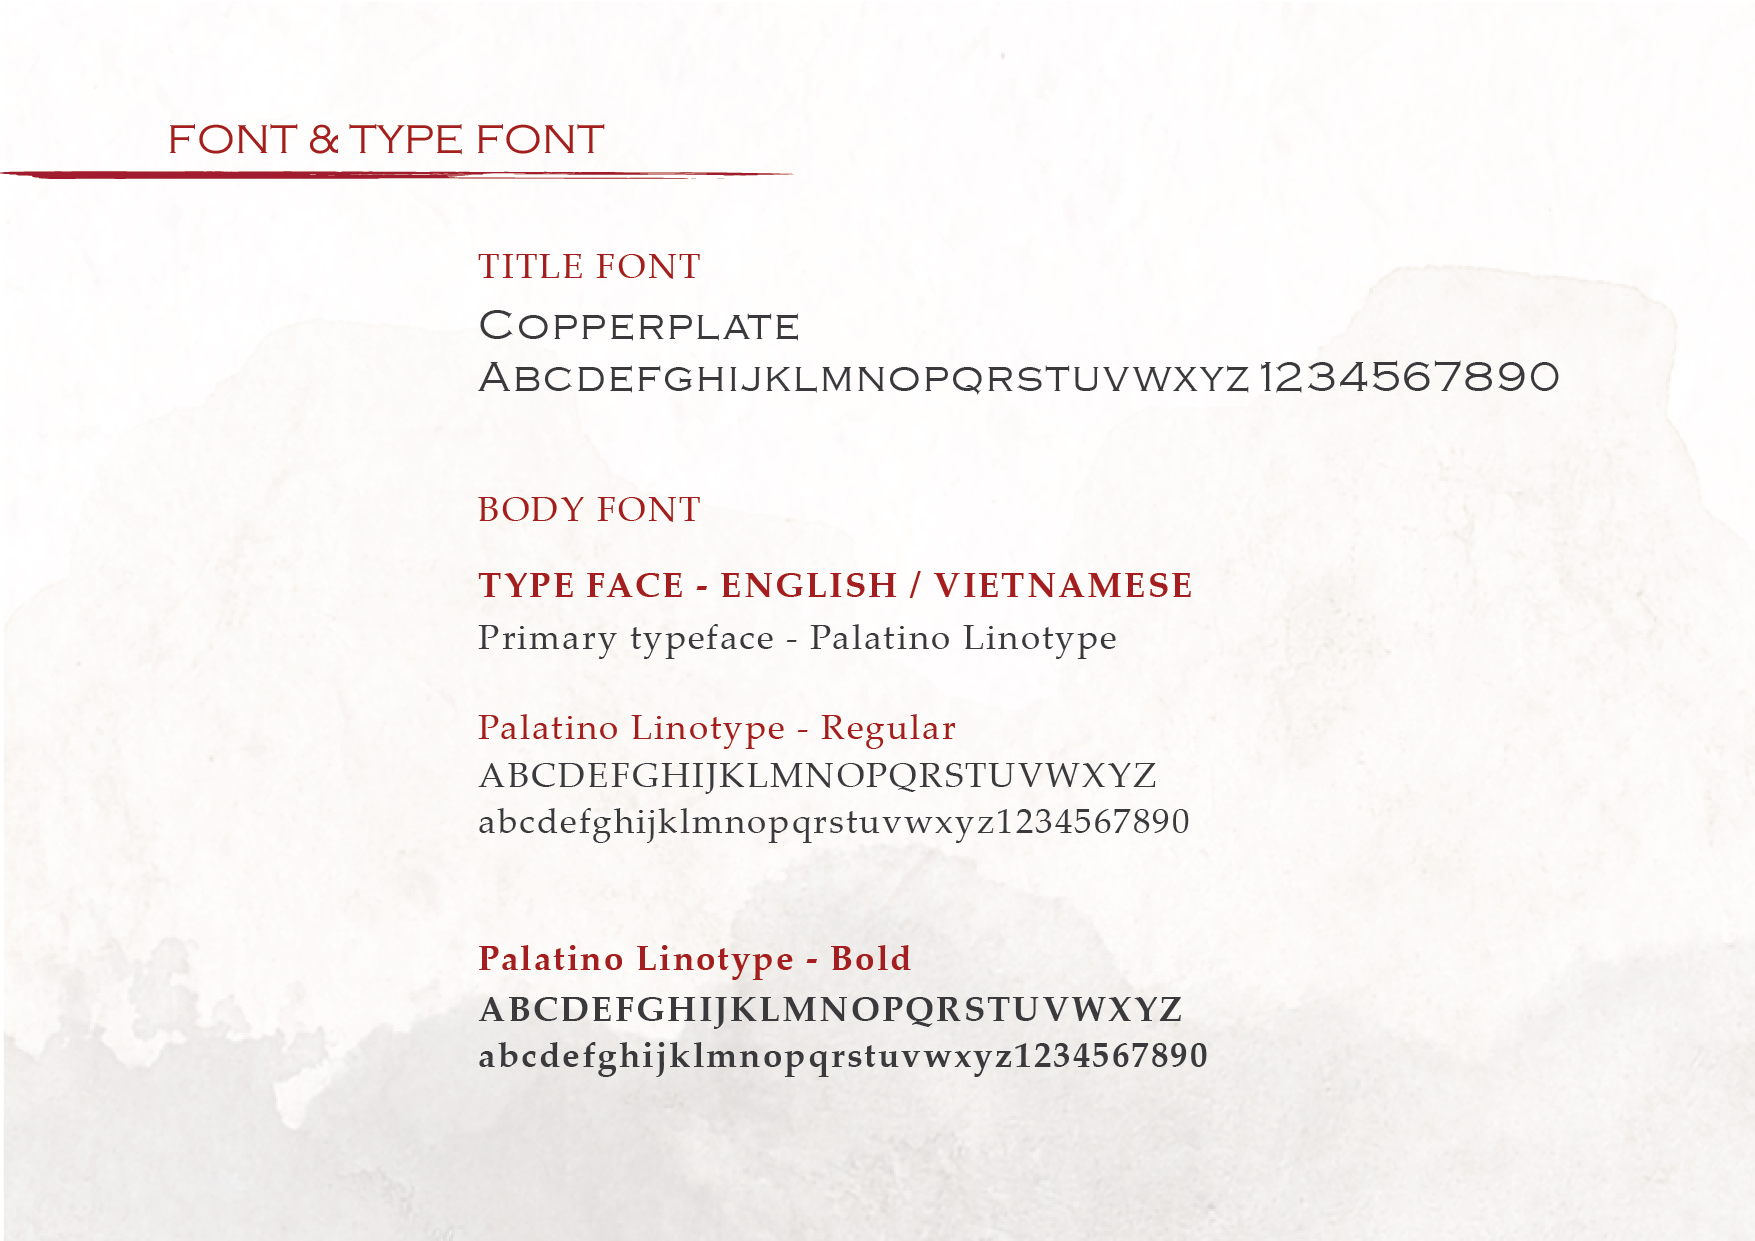 FONT & TYPE FONT
TITLE FONT
Copperplate
Abcdefghijklmnopqrstuvwxyz 1234567890
BODY FONT
TYPE FACE - ENGLISH / VIETNAMESE
Primary typeface - Palatino Linotype
Palatino Linotype - Regular
ABCDEFGHIJKLMNOPQRSTUVWXYZ
abcdefghijklmnopqrstuvwxyz1234567890
Palatino Linotype - Bold
ABCDEFGHIJKLMNOPQRSTUVWXYZ
abcdefghijklmnopqrstuvwxyz1234567890